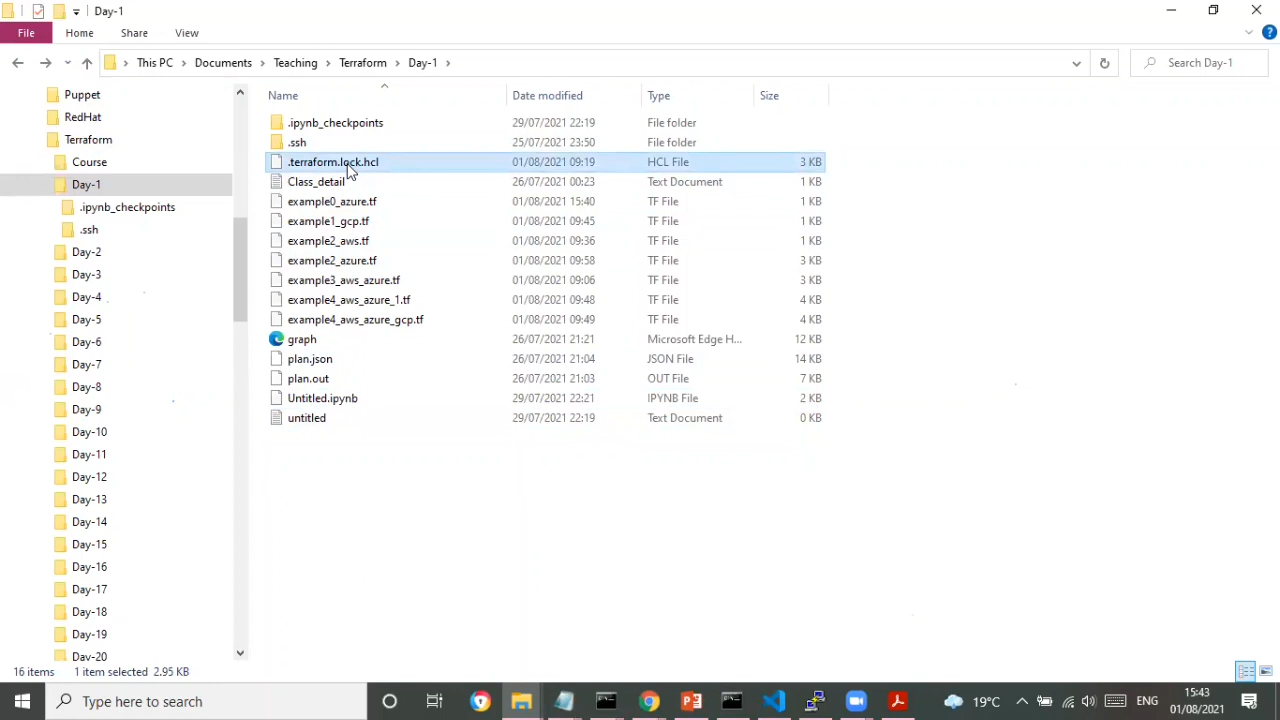 Day-1
File Home Share View
This PC Documents Teaching Terraform Day-1
Search Day-1
Puppet
RedHat
Terraform
Course
Day-1
.ipynb_checkpoints
.ssh
Day-2
Day-3
Day-4
Day-5
Day-6
Day-7
Day-8
Day-9
Day-10
Day-11
Day-12
Day-13
Day-14
Day-15
Day-16
Day-17
Day-18
Day-19
Day-20
Name Date modified Type Size
.ipynb_checkpoints 29/07/2021 22:19 File folder
.ssh 25/07/2021 23:50 File folder
.terraform.lock.hcl 01/08/2021 09:19 HCL File 3 KB
Class_detail 26/07/2021 00:23 Text Document 1 KB
example0_azure.tf 01/08/2021 15:40 TF File 1 KB
example1_gcp.tf 01/08/2021 09:45 TF File 1 KB
example2_aws.tf 01/08/2021 09:36 TF File 1 KB
example2_azure.tf 01/08/2021 09:58 TF File 3 KB
example3_aws_azure.tf 01/08/2021 09:06 TF File 3 KB
example4_aws_azure_1.tf 01/08/2021 09:48 TF File 4 KB
example4_aws_azure_gcp.tf 01/08/2021 09:49 TF File 4 KB
graph 26/07/2021 21:21 Microsoft Edge H... 12 KB
plan.json 26/07/2021 21:04 JSON File 14 KB
plan.out 26/07/2021 21:03 OUT File 7 KB
Untitled.ipynb 29/07/2021 22:21 IPYNB File 2 KB
untitled 29/07/2021 22:19 Text Document 0 KB
16 items 1 item selected 2.95 KB
Type here to search
19°C
ENG
15:43
01/08/2021